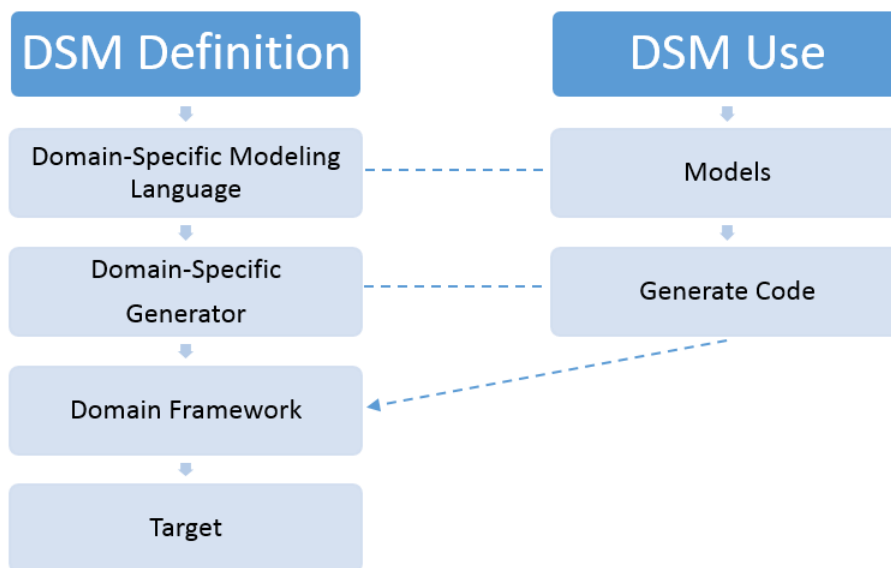 DSM Definition
DSM Use
Domain-Specific Modeling
Language
Models
Domain-Specific
Generator
Generate Code
Domain Framework
Target